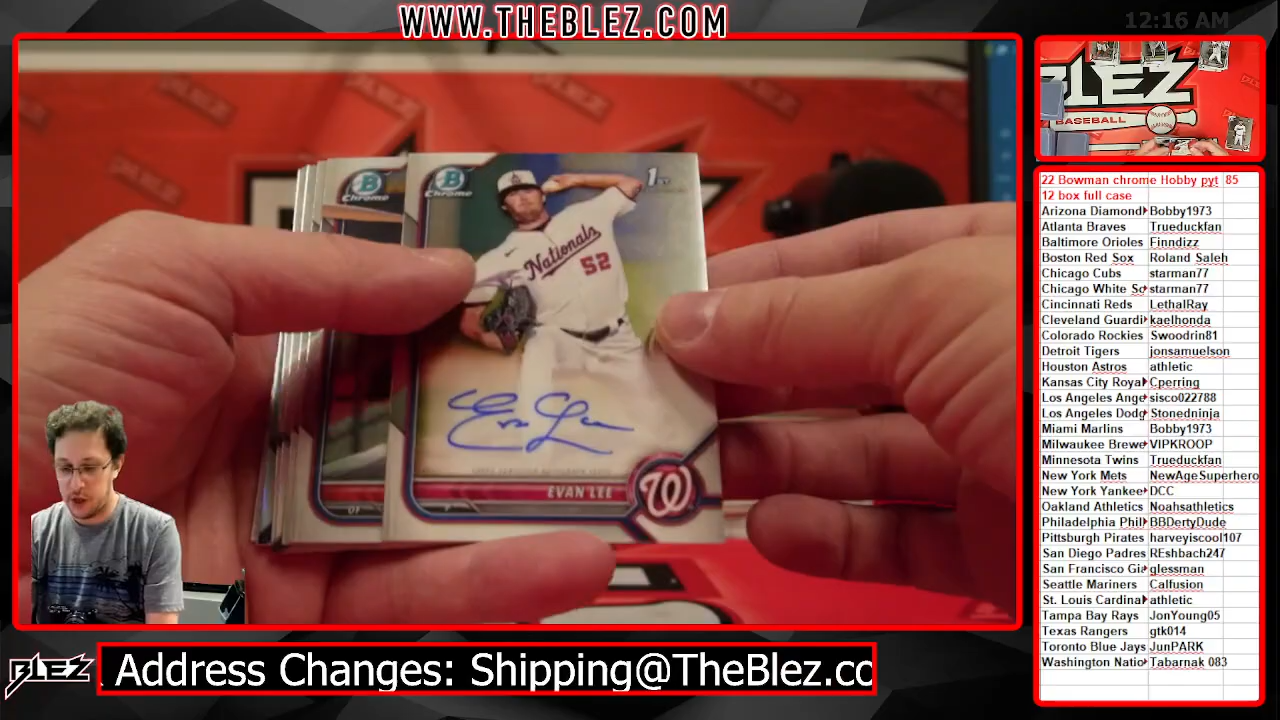 WWW.THEBLEZ.COM
12:16 AM
Chrome
Chrome
1st
Nationals
52
EVAN LEE
P
OF
W
BLEZ
BASEBALL
22 Bowman chrome Hobby pyt 85
12 box full case
Arizona Diamond Bobby1973
Atlanta Braves Trueduckfan
Baltimore Orioles Finndizz
Boston Red Sox Roland Saleh
Chicago Cubs starman77
Chicago White So starman77
Cincinnati Reds LethalRay
Cleveland Guardi kaelhonda
Colorado Rockies Swoodrin81
Detroit Tigers jonsamuelson
Houston Astros athletic
Kansas City Royal Cperring
Los Angeles Ange sisco022788
Los Angeles Dodg Stonedninja
Miami Marlins Bobby1973
Milwaukee Brewe VIPKROOP
Minnesota Twins Trueduckfan
New York Mets NewAgeSuperhero
New York Yankee DCC
Oakland Athletics Noahsathletics
Philadelphia Phil BBDertyDude
Pittsburgh Pirates harveyiscool107
San Diego Padres REshbach247
San Francisco Gia glessman
Seattle Mariners Calfusion
St. Louis Cardina athletic
Tampa Bay Rays JonYoung05
Texas Rangers gtk014
Toronto Blue Jays JunPARK
Washington Natio Tabarnak 083
BLEZ
Address Changes: Shipping@TheBlez.co